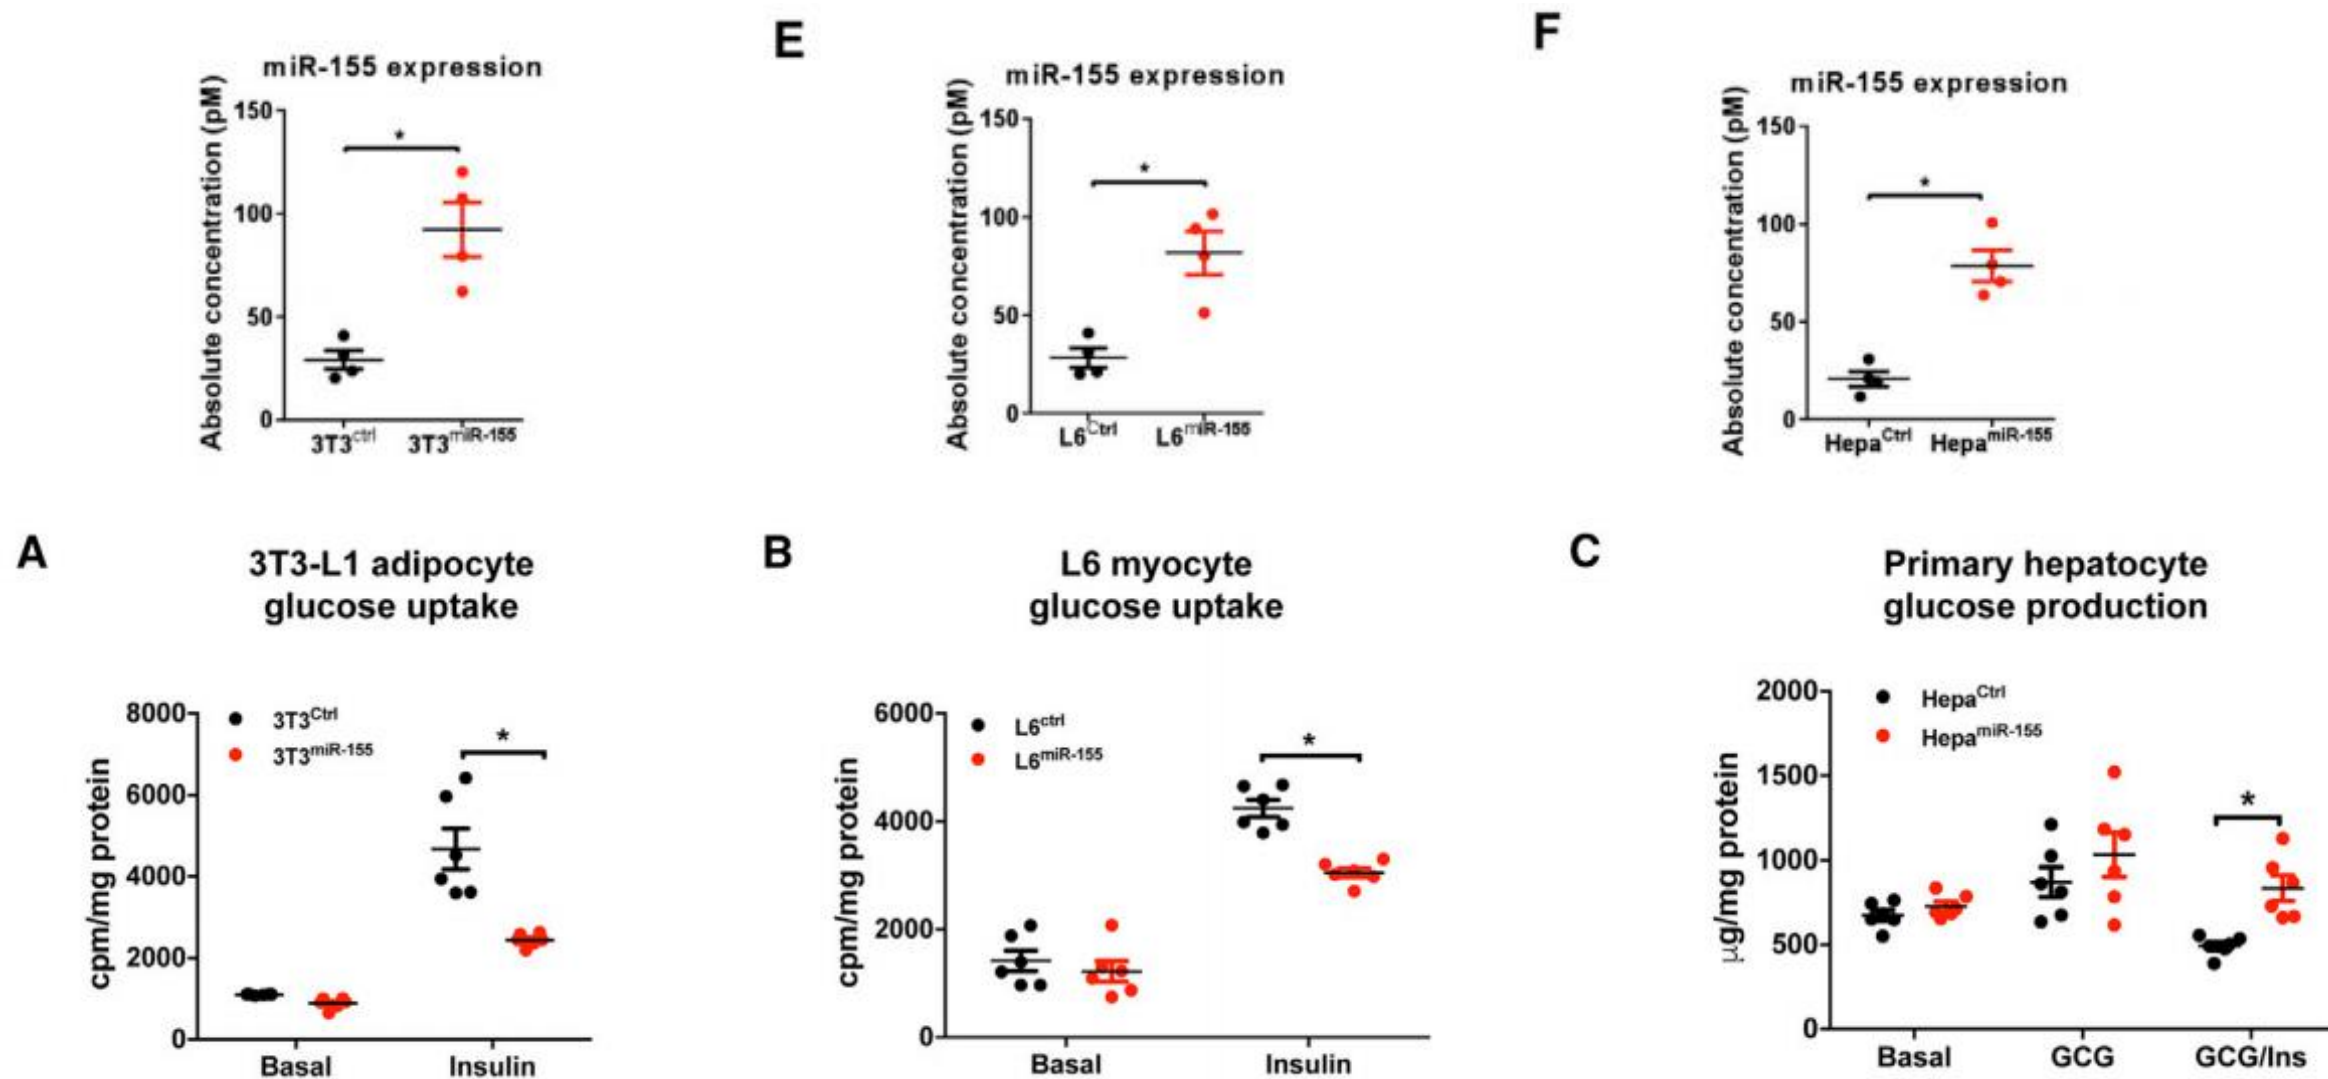 E
F
miR-155 expression
Absolute concentration (pM)
150
100
50
0
*
3T3ctrl
3T3miR-155
miR-155 expression
Absolute concentration (pM)
150
100
50
0
*
L6Ctrl
L6miR-155
miR-155 expression
Absolute concentration (pM)
150
100
50
0
*
HepaCtrl
HepamiR-155
A
3T3-L1 adipocyte
glucose uptake
cpm/mg protein
8000
6000
4000
2000
0
3T3Ctrl
3T3miR-155
*
Basal
Insulin
B
L6 myocyte
glucose uptake
cpm/mg protein
6000
4000
2000
0
L6ctrl
L6miR-155
*
Basal
Insulin
C
Primary hepatocyte
glucose production
µg/mg protein
2000
1500
1000
500
0
HepaCtrl
HepamiR-155
*
Basal
GCG
GCG/Ins